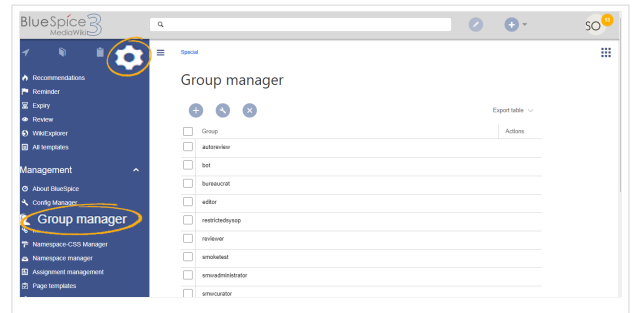 BlueSpice 3
MediaWiki
SO
Special
Recommendations
Reminder
Expiry
Review
WikiExplorer
All templates
Management
About BlueSpice
Config Manager
Group manager
Namespace-CSS Manager
Namespace manager
Assignment management
Page templates
Group manager
Export table
Group
Actions
autoreview
bot
bureaucrat
editor
restrictedsysop
reviewer
smoketest
smwadministrator
smwcurator